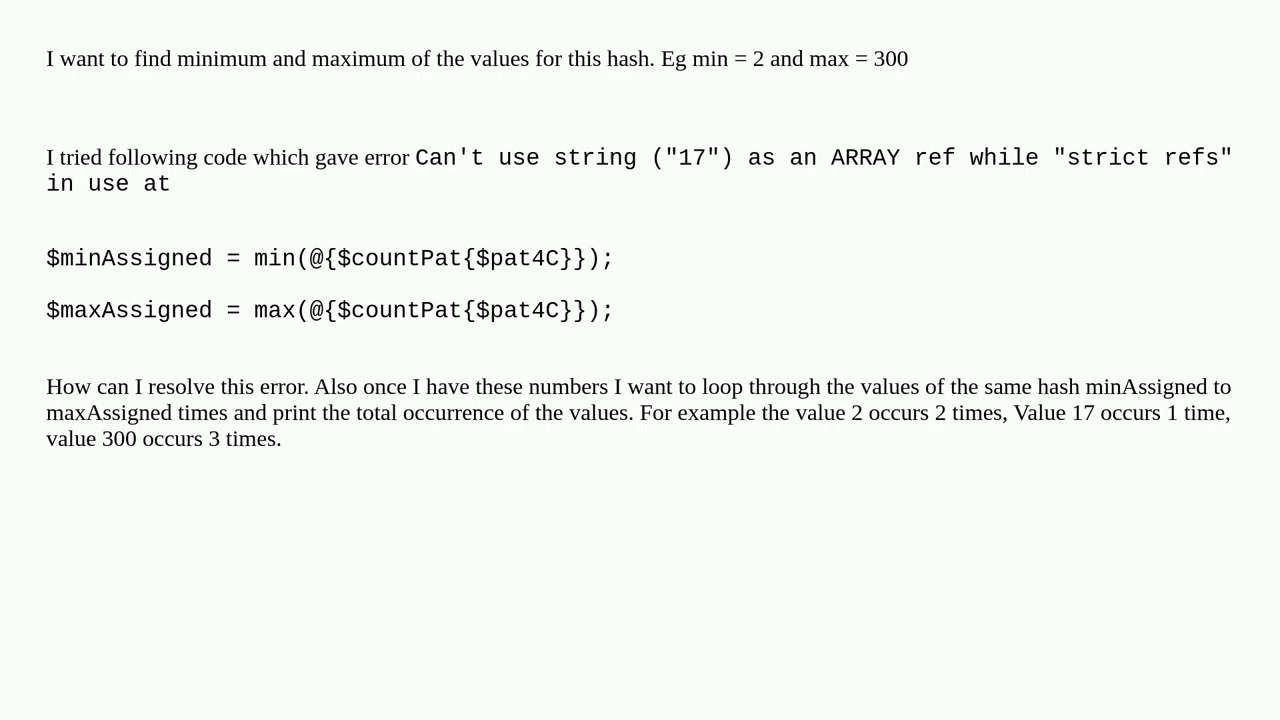 I want to find minimum and maximum of the values for this hash. Eg min = 2 and max = 300
I tried following code which gave error Can't use string ("17") as an ARRAY ref while "strict refs"
in use at
$minAssigned = min(@{$countPat{$pat4C}});
$maxAssigned = max(@{$countPat{$pat4C}});
How can I resolve this error. Also once I have these numbers I want to loop through the values of the same hash minAssigned to
maxAssigned times and print the total occurrence of the values. For example the value 2 occurs 2 times, Value 17 occurs 1 time,
value 300 occurs 3 times.